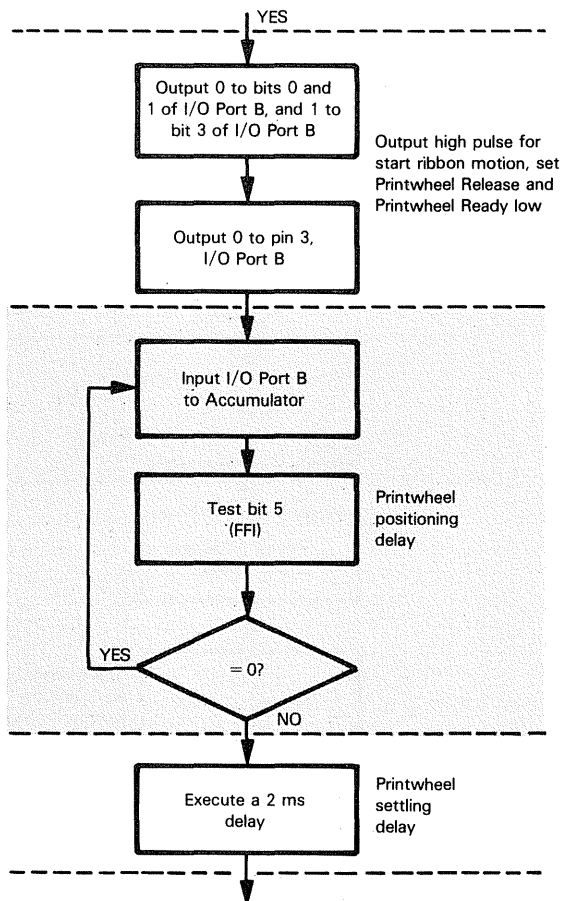 YES
Output 0 to bits 0 and
1 of I/O Port B, and 1 to
bit 3 of I/O Port B
Output high pulse for
start ribbon motion, set
Printwheel Release and
Printwheel Ready low
Output 0 to pin 3,
I/O Port B
Input I/O Port B
to Accumulator
Test bit 5
(FFI)
Printwheel
positioning
delay
YES
= 0?
NO
Execute a 2 ms
delay
Printwheel
settling
delay